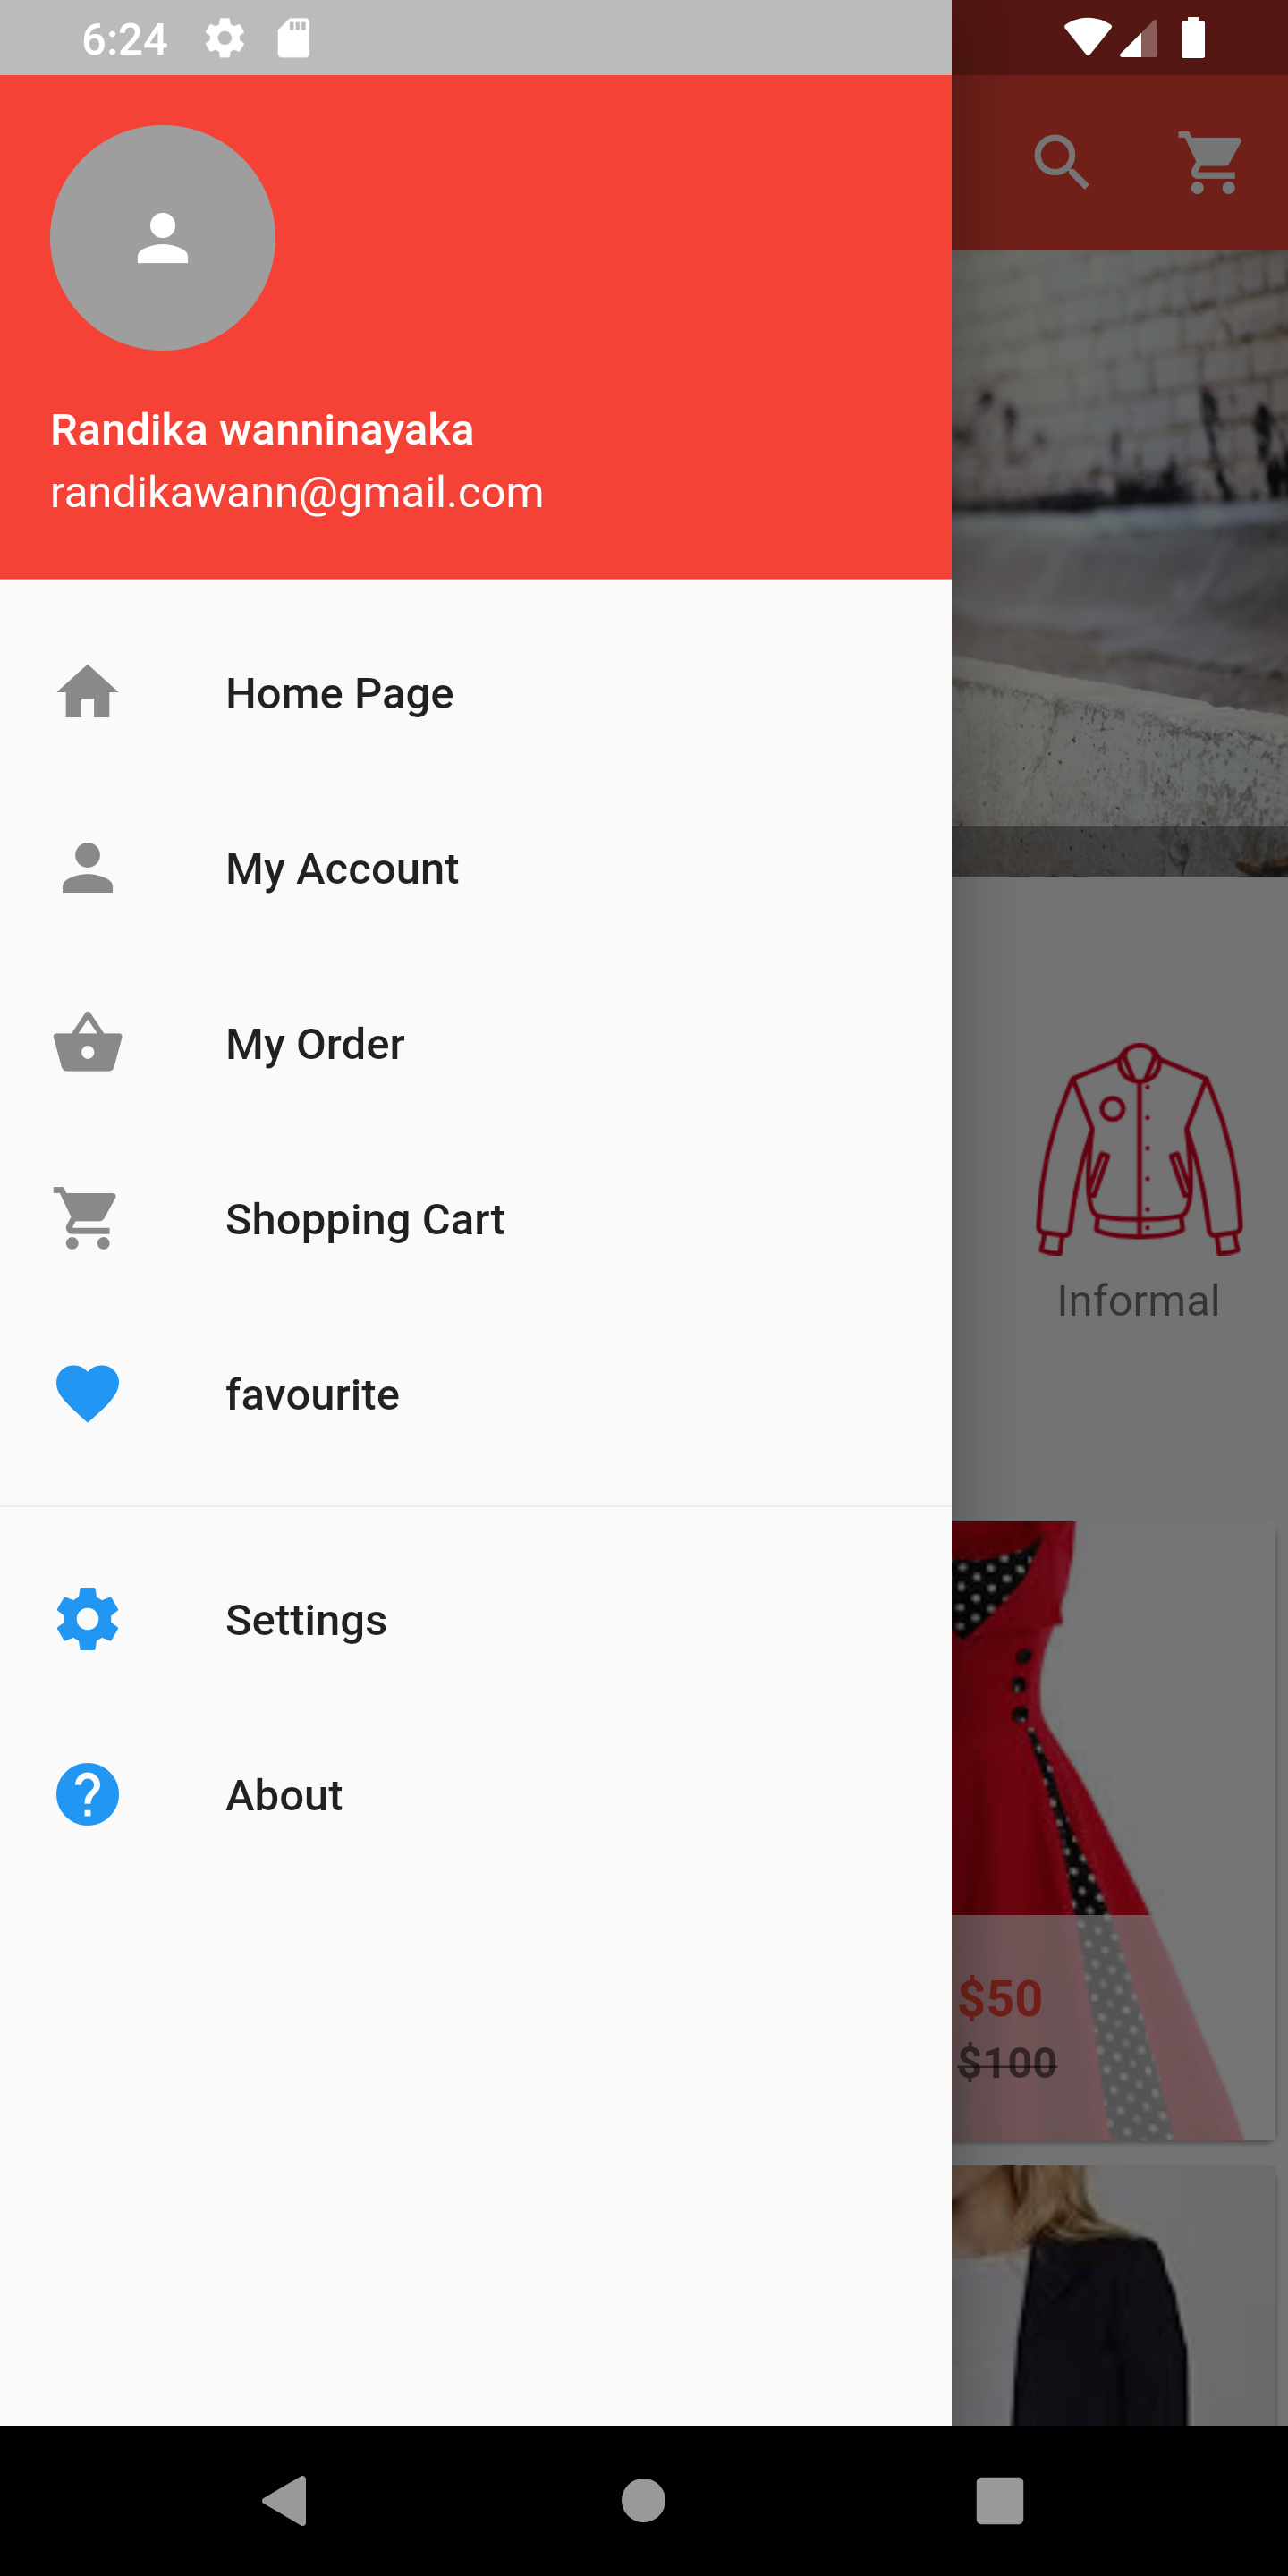 6:24
Randika wanninayaka
randikawann@gmail.com
Home Page
My Account
My Order
Shopping Cart
Informal
favourite
Settings
About
$50
$100